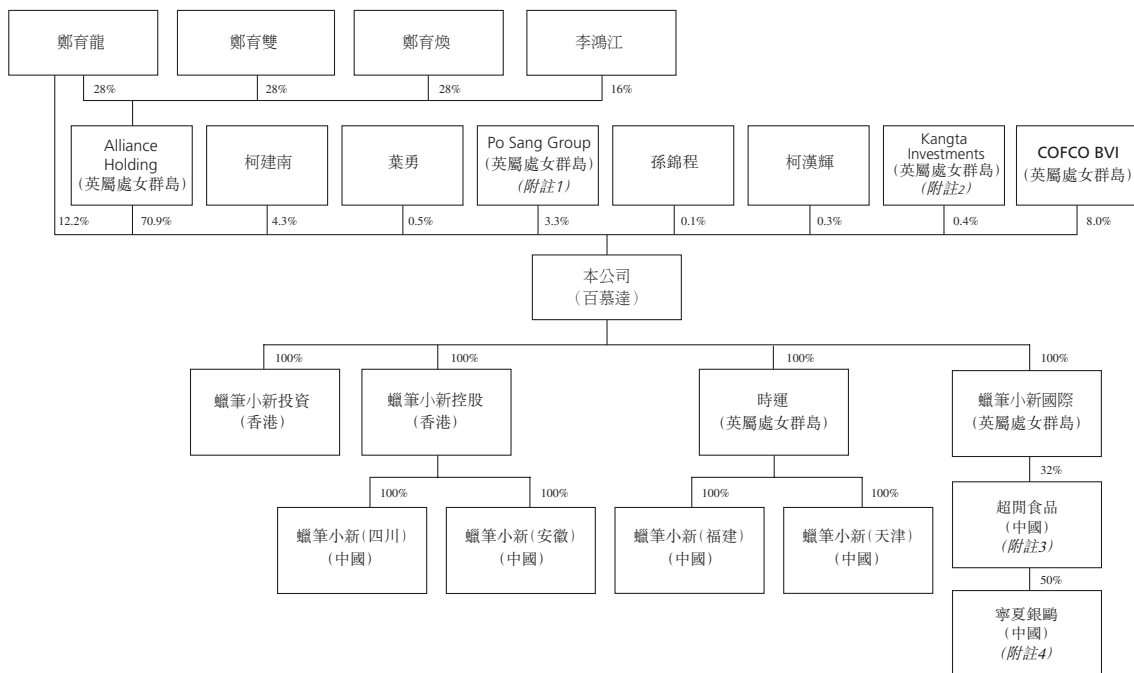 鄭育龍
鄭育雙
鄭育煥
李鴻江
28%
28%
28%
16%
Alliance
Holding
(英屬處女群島)
柯建南
葉勇
Po Sang Group
(英屬處女群島)
(附註1)
孫錦程
柯漢輝
Kangta
Investments
(英屬處女群島)
(附註2)
COFCO BVI
(英屬處女群島)
12.2%
70.9%
4.3%
0.5%
3.3%
0.1%
0.3%
0.4%
8.0%
本公司
(百慕達)
100%
100%
100%
100%
蠟筆小新投資
(香港)
蠟筆小新控股
(香港)
時運
(英屬處女群島)
蠟筆小新國際
(英屬處女群島)
100%
100%
100%
100%
32%
蠟筆小新(四川)
(中國)
蠟筆小新(安徽)
(中國)
蠟筆小新(福建)
(中國)
蠟筆小新(天津)
(中國)
超閒食品
(中國)
(附註3)
50%
寧夏銀鷗
(中國)
(附註4)